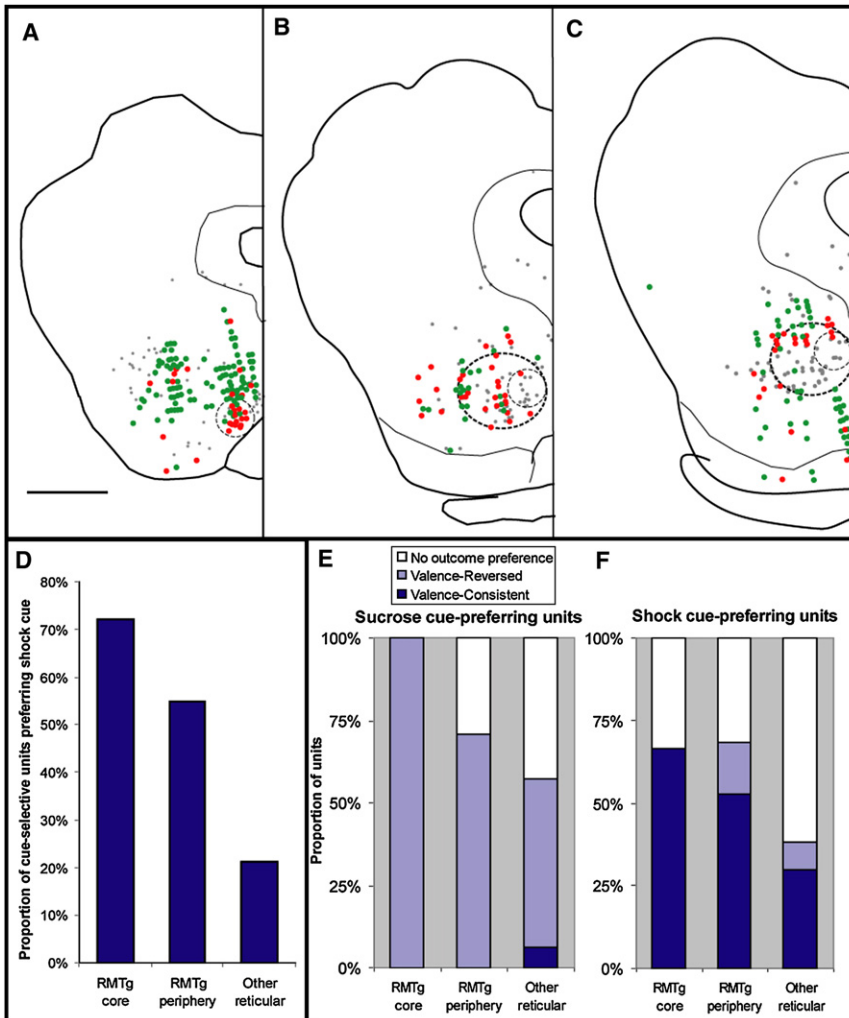 A
B
C
D
Proportion of cue-selective units preferring shock cue
80%
70%
60%
50%
40%
30%
20%
10%
0%
RMTg
core
RMTg
periphery
Other
reticular
E
F
No outcome preference
Valence-Reversed
Valence-Consistent
Sucrose cue-preferring units
Proportion of units
100%
75%
50%
25%
0%
RMTg
core
RMTg
periphery
Other
reticular
Shock cue-preferring units
100%
75%
50%
25%
0%
RMTg
core
RMTg
periphery
Other
reticular